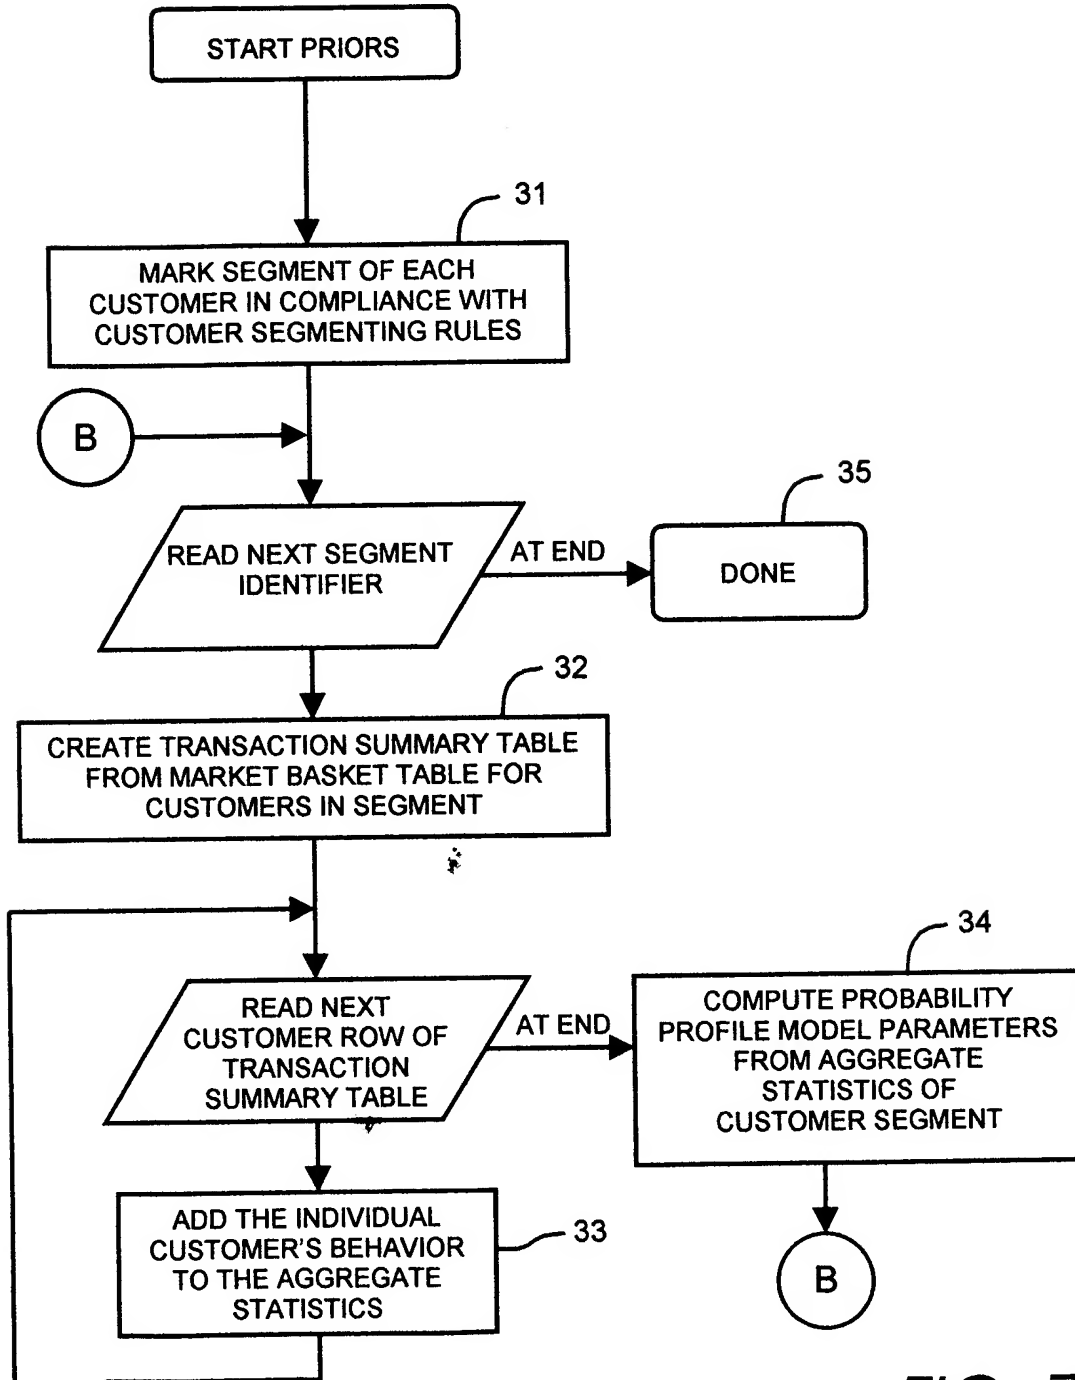 START PRIORS
31
MARK SEGMENT OF EACH
CUSTOMER IN COMPLIANCE WITH
CUSTOMER SEGMENTING RULES
B
35
READ NEXT SEGMENT
IDENTIFIER
AT END
DONE
32
CREATE TRANSACTION SUMMARY TABLE
FROM MARKET BASKET TABLE FOR
CUSTOMERS IN SEGMENT
34
READ NEXT
CUSTOMER ROW OF
TRANSACTION
SUMMARY TABLE
AT END
COMPUTE PROBABILITY
PROFILE MODEL PARAMETERS
FROM AGGREGATE
STATISTICS OF
CUSTOMER SEGMENT
ADD THE INDIVIDUAL
CUSTOMER'S BEHAVIOR
TO THE AGGREGATE
STATISTICS
33
B